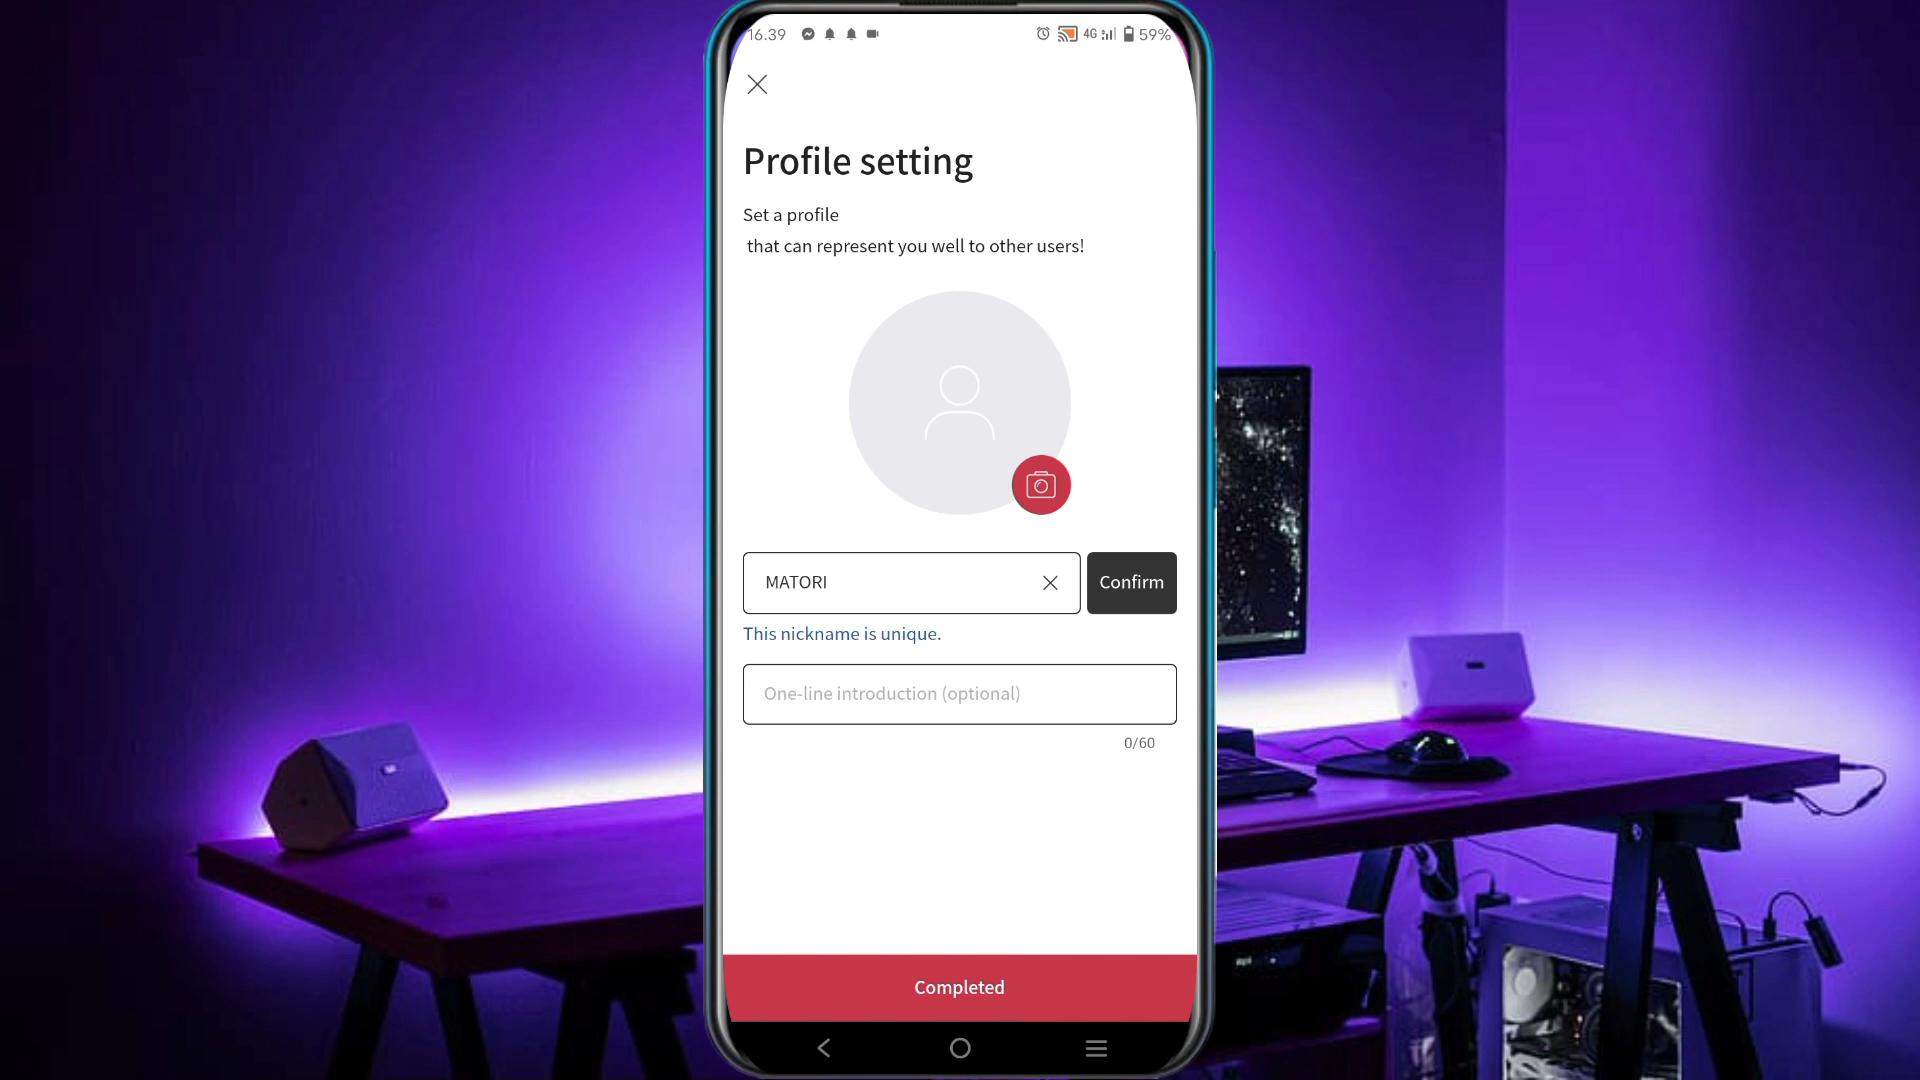 16.39
4G
59%
Profile setting
Set a profile
that can represent you well to other users!
MATORI
Confirm
This nickname is unique.
One-line introduction (optional)
0/60
Completed